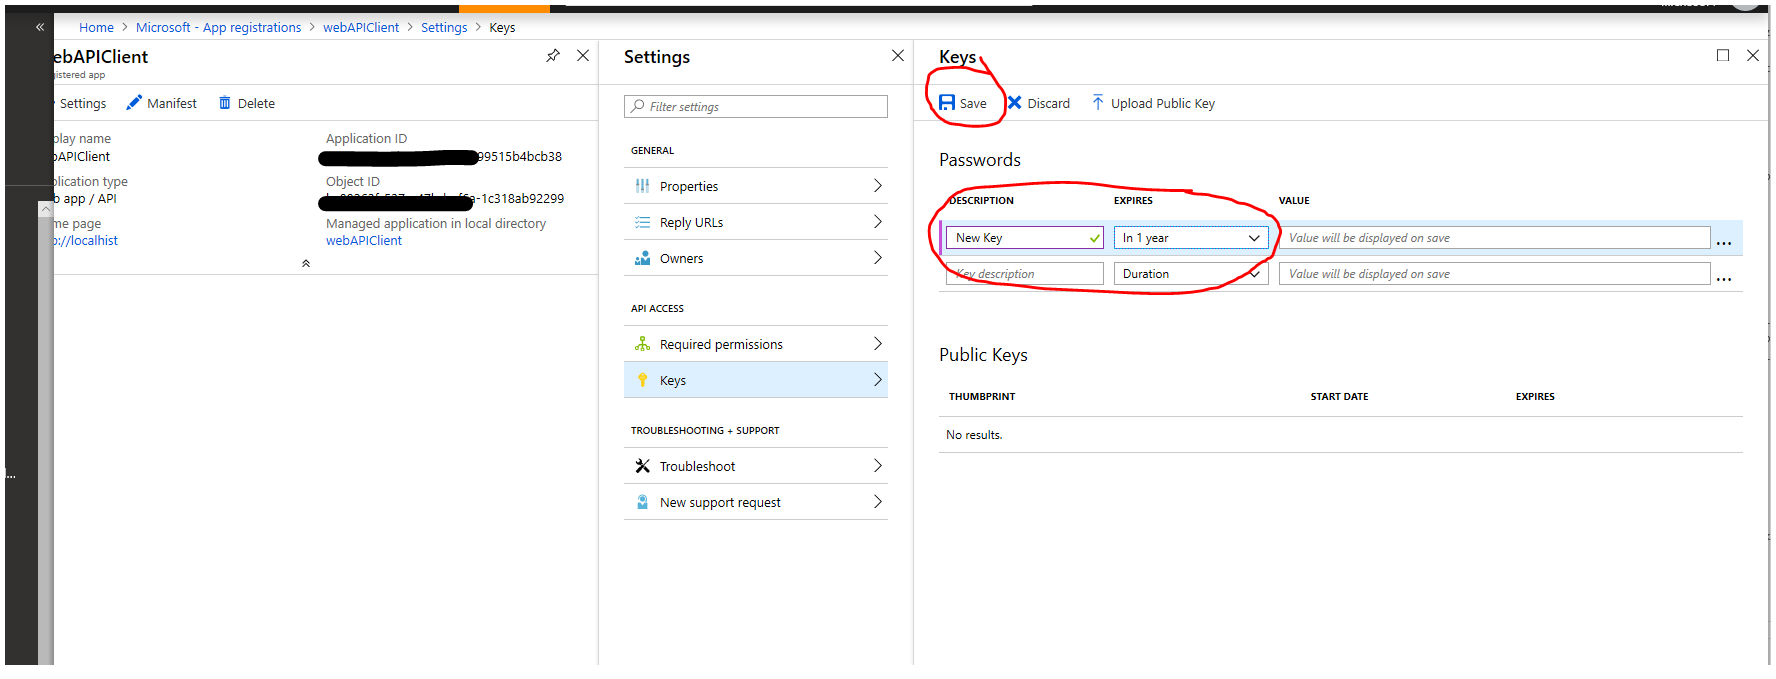 Home > Microsoft - App registrations > webAPIClient > Settings > Keys
ebAPIClient
gistered app
Settings Manifest Delete
play name
bAPIClient
plication type
b app / API
me page
p://localhist
Application ID
99515b4bcb38
Object ID
a-1c318ab92299
Managed application in local directory
webAPIClient
Settings
Filter settings
GENERAL
Properties
Reply URLs
Owners
API ACCESS
Required permissions
Keys
TROUBLESHOOTING + SUPPORT
Troubleshoot
New support request
Keys
Save Discard Upload Public Key
Passwords
DESCRIPTION EXPIRES VALUE
New Key In 1 year Value will be displayed on save ...
Key description Duration Value will be displayed on save ...
Public Keys
THUMBPRINT START DATE EXPIRES
No results.